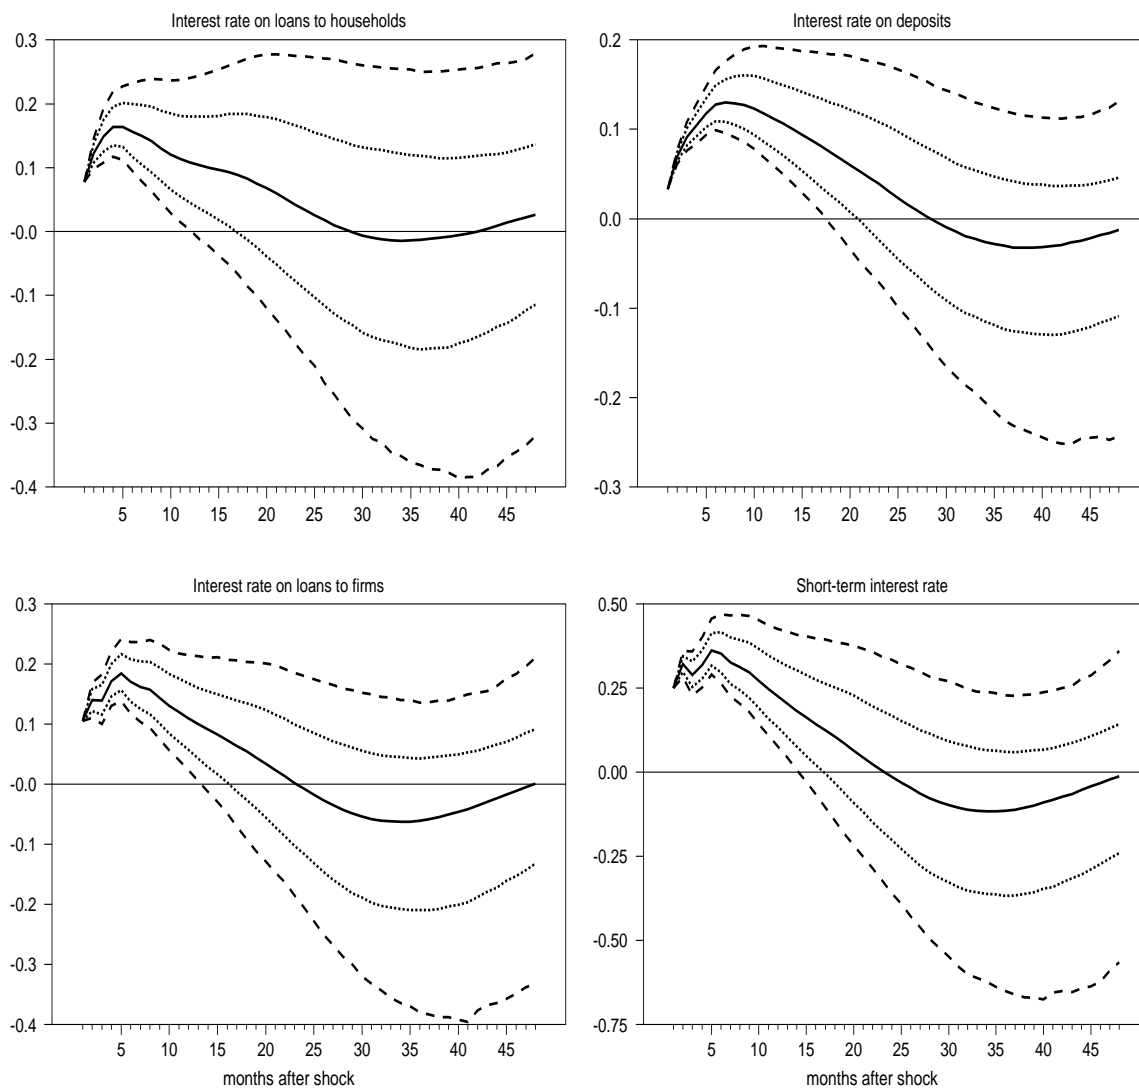 Interest rate on loans to households
0.3
0.2
0.1
-0.0
-0.1
-0.2
-0.3
-0.4
5 10 15 20 25 30 35 40 45
Interest rate on deposits
0.2
0.1
0.0
-0.1
-0.2
-0.3
5 10 15 20 25 30 35 40 45
Interest rate on loans to firms
0.3
0.2
0.1
-0.0
-0.1
-0.2
-0.3
-0.4
5 10 15 20 25 30 35 40 45
months after shock
Short-term interest rate
0.50
0.25
0.00
-0.25
-0.50
-0.75
5 10 15 20 25 30 35 40 45
months after shock